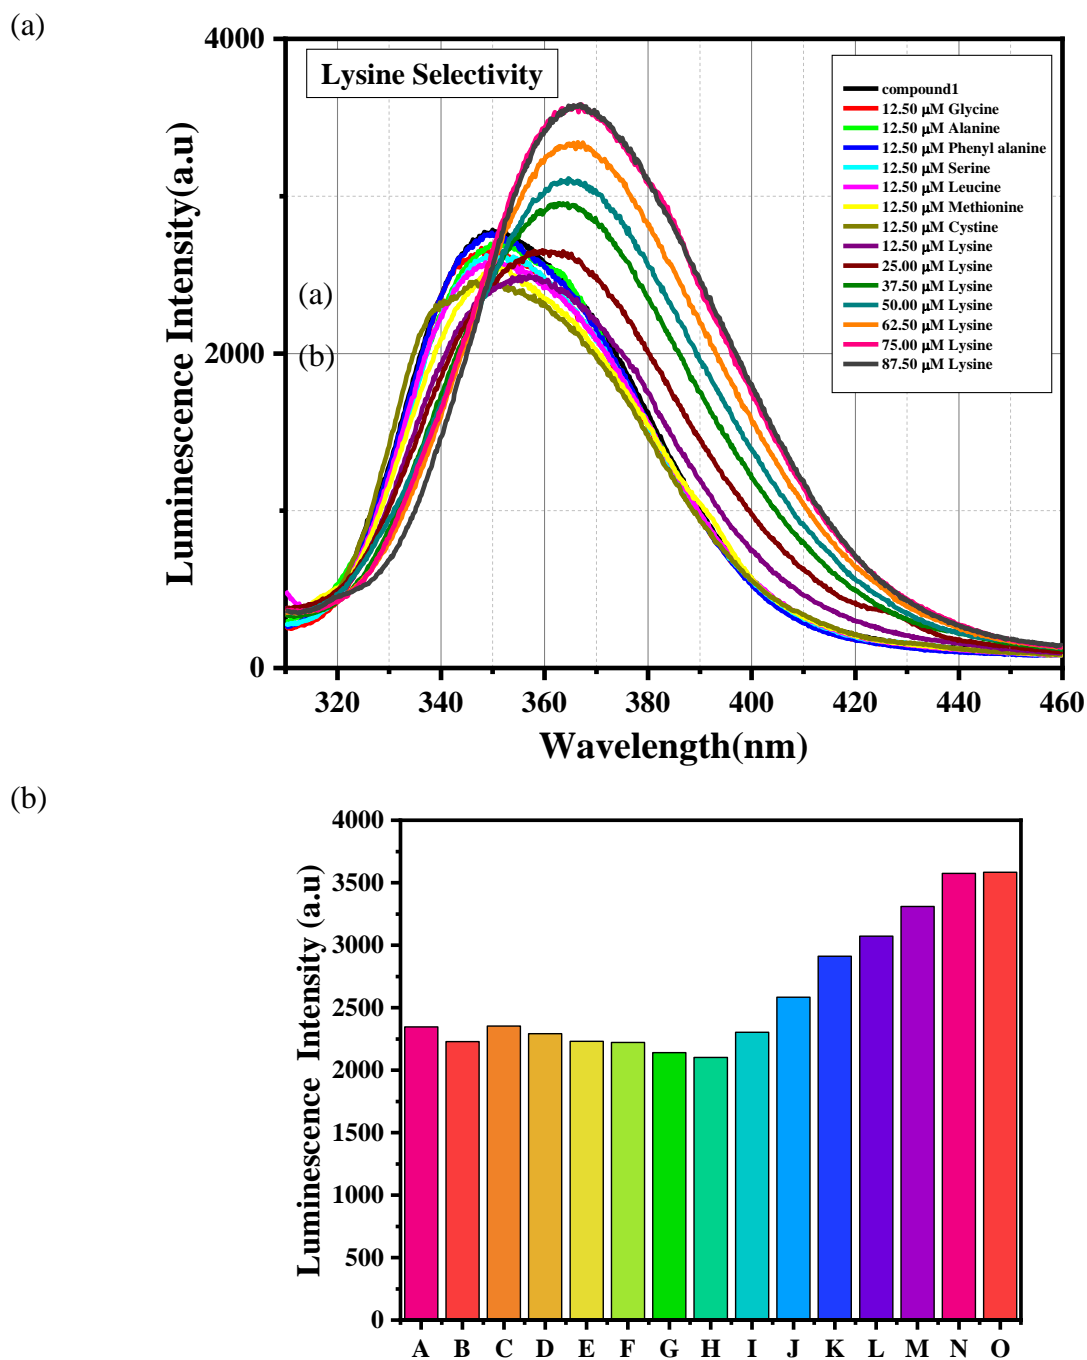 (a)
4000
2000
0
Luminescence Intensity(a.u)
Lysine Selectivity
(a)
(b)
compound1
12.50 μM Glycine
12.50 μM Alanine
12.50 μM Phenyl alanine
12.50 μM Serine
12.50 μM Leucine
12.50 μM Methionine
12.50 μM Cystine
12.50 μM Lysine
25.00 μM Lysine
37.50 μM Lysine
50.00 μM Lysine
62.50 μM Lysine
75.00 μM Lysine
87.50 μM Lysine
320 340 360 380 400 420 440 460
Wavelength(nm)
(b)
4000
3500
3000
2500
2000
1500
1000
500
0
Luminescence Intensity (a.u)
A B C D E F G H I J K L M N O